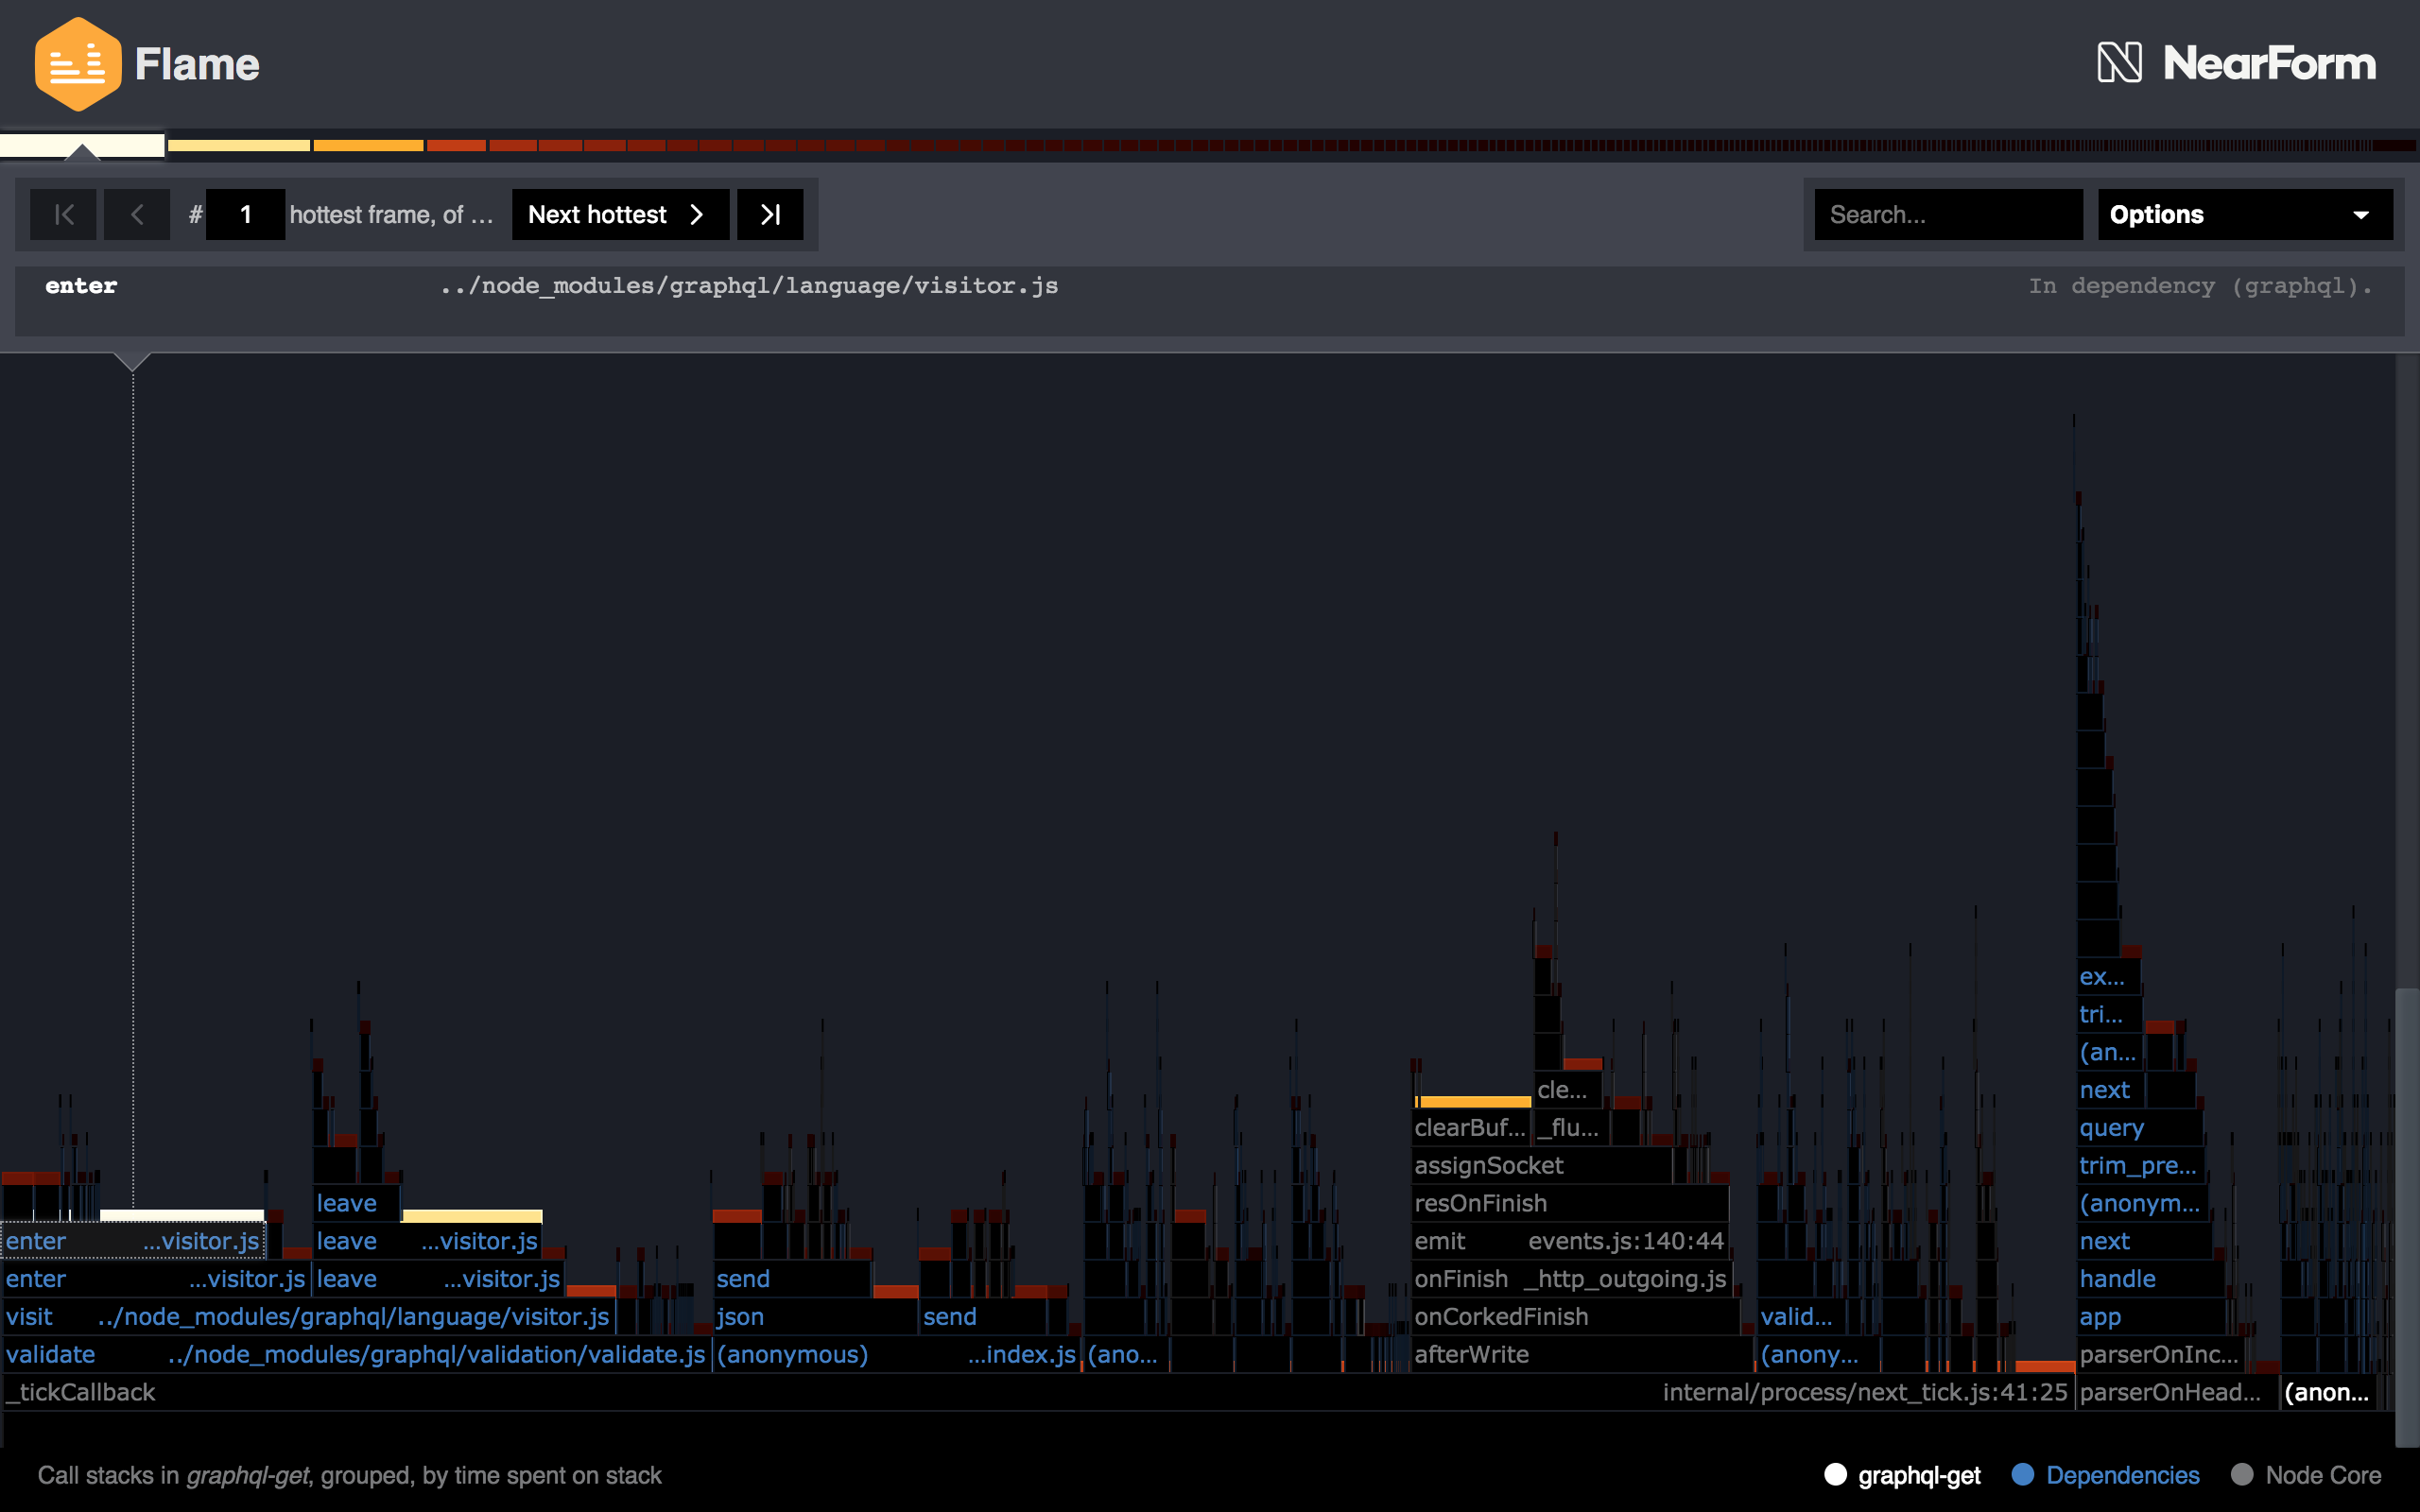 Flame
NearForm
# 1 hottest frame, of ... Next hottest
Search...
Options
enter ../node_modules/graphql/language/visitor.js In dependency (graphql).
ex...
tri...
(an...
cle... next
clearBuf... _flu... query
assignSocket trim_pre...
leave resOnFinish (anonym...
enter ...visitor.js leave ...visitor.js emit events.js:140:44 next
enter ...visitor.js leave ...visitor.js send onFinish _http_outgoing.js handle
visit ../node_modules/graphql/language/visitor.js json send onCorkedFinish valid... app
validate ../node_modules/graphql/validation/validate.js (anonymous) ...index.js (ano... afterWrite (anony... parserOnInc...
_tickCallback internal/process/next_tick.js:41:25 parserOnHead... (anon...
Call stacks in graphql-get, grouped, by time spent on stack
graphql-get Dependencies Node Core